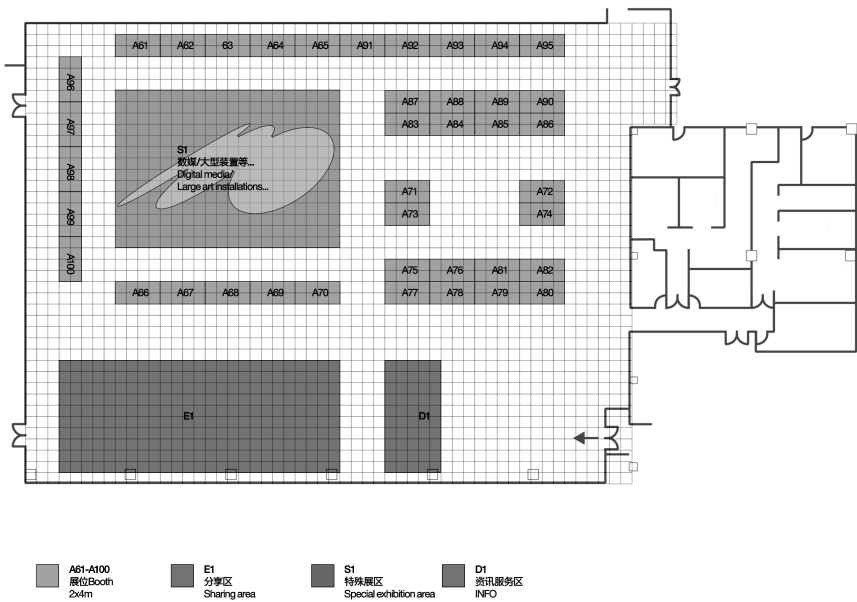 A61 A62 63 A64 A65 A91 A92 A93 A94 A95
A96
A97
A98
A99
A100
A87 A88 A89 A90
A83 A84 A85 A86
S1
数媒/大型装置等...
Digital media/
Large art installations...
A71 A72
A73 A74
A75 A76 A81 A82
A77 A78 A79 A80
A66 A67 A68 A69 A70
E1
D1
A61-A100
展位Booth
2x4m
E1
分享区
Sharing area
S1
特殊展区
Special exhibition area
D1
资讯服务区
INFO